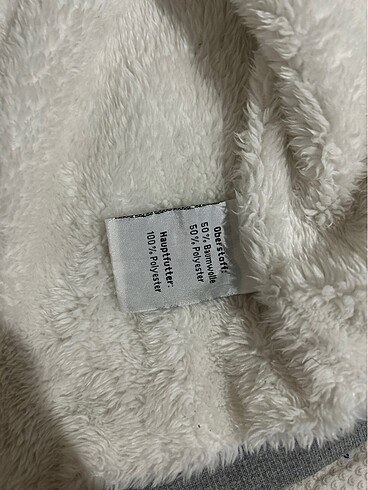 Oberstoff:
50% Baumwolle
50% Polyester
Hauptfutter:
100% Polyester